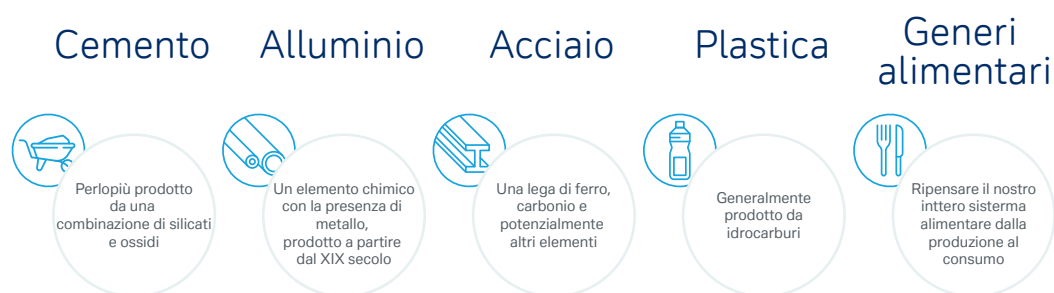 Cemento
Perlopiù prodotto
da una
combinazione di silicati
e ossidi
Alluminio
Un elemento chimico
con la presenza di
metallo,
prodotto a partire
dal XIX secolo
Acciaio
Una lega di ferro,
carbonio e
potenzialmente
altri elementi
Plastica
Generalmente
prodotto da
idrocarburi
Generi
alimentari
Ripensare il nostro
inttero sisterma
alimentare dalla
produzione al
consumo